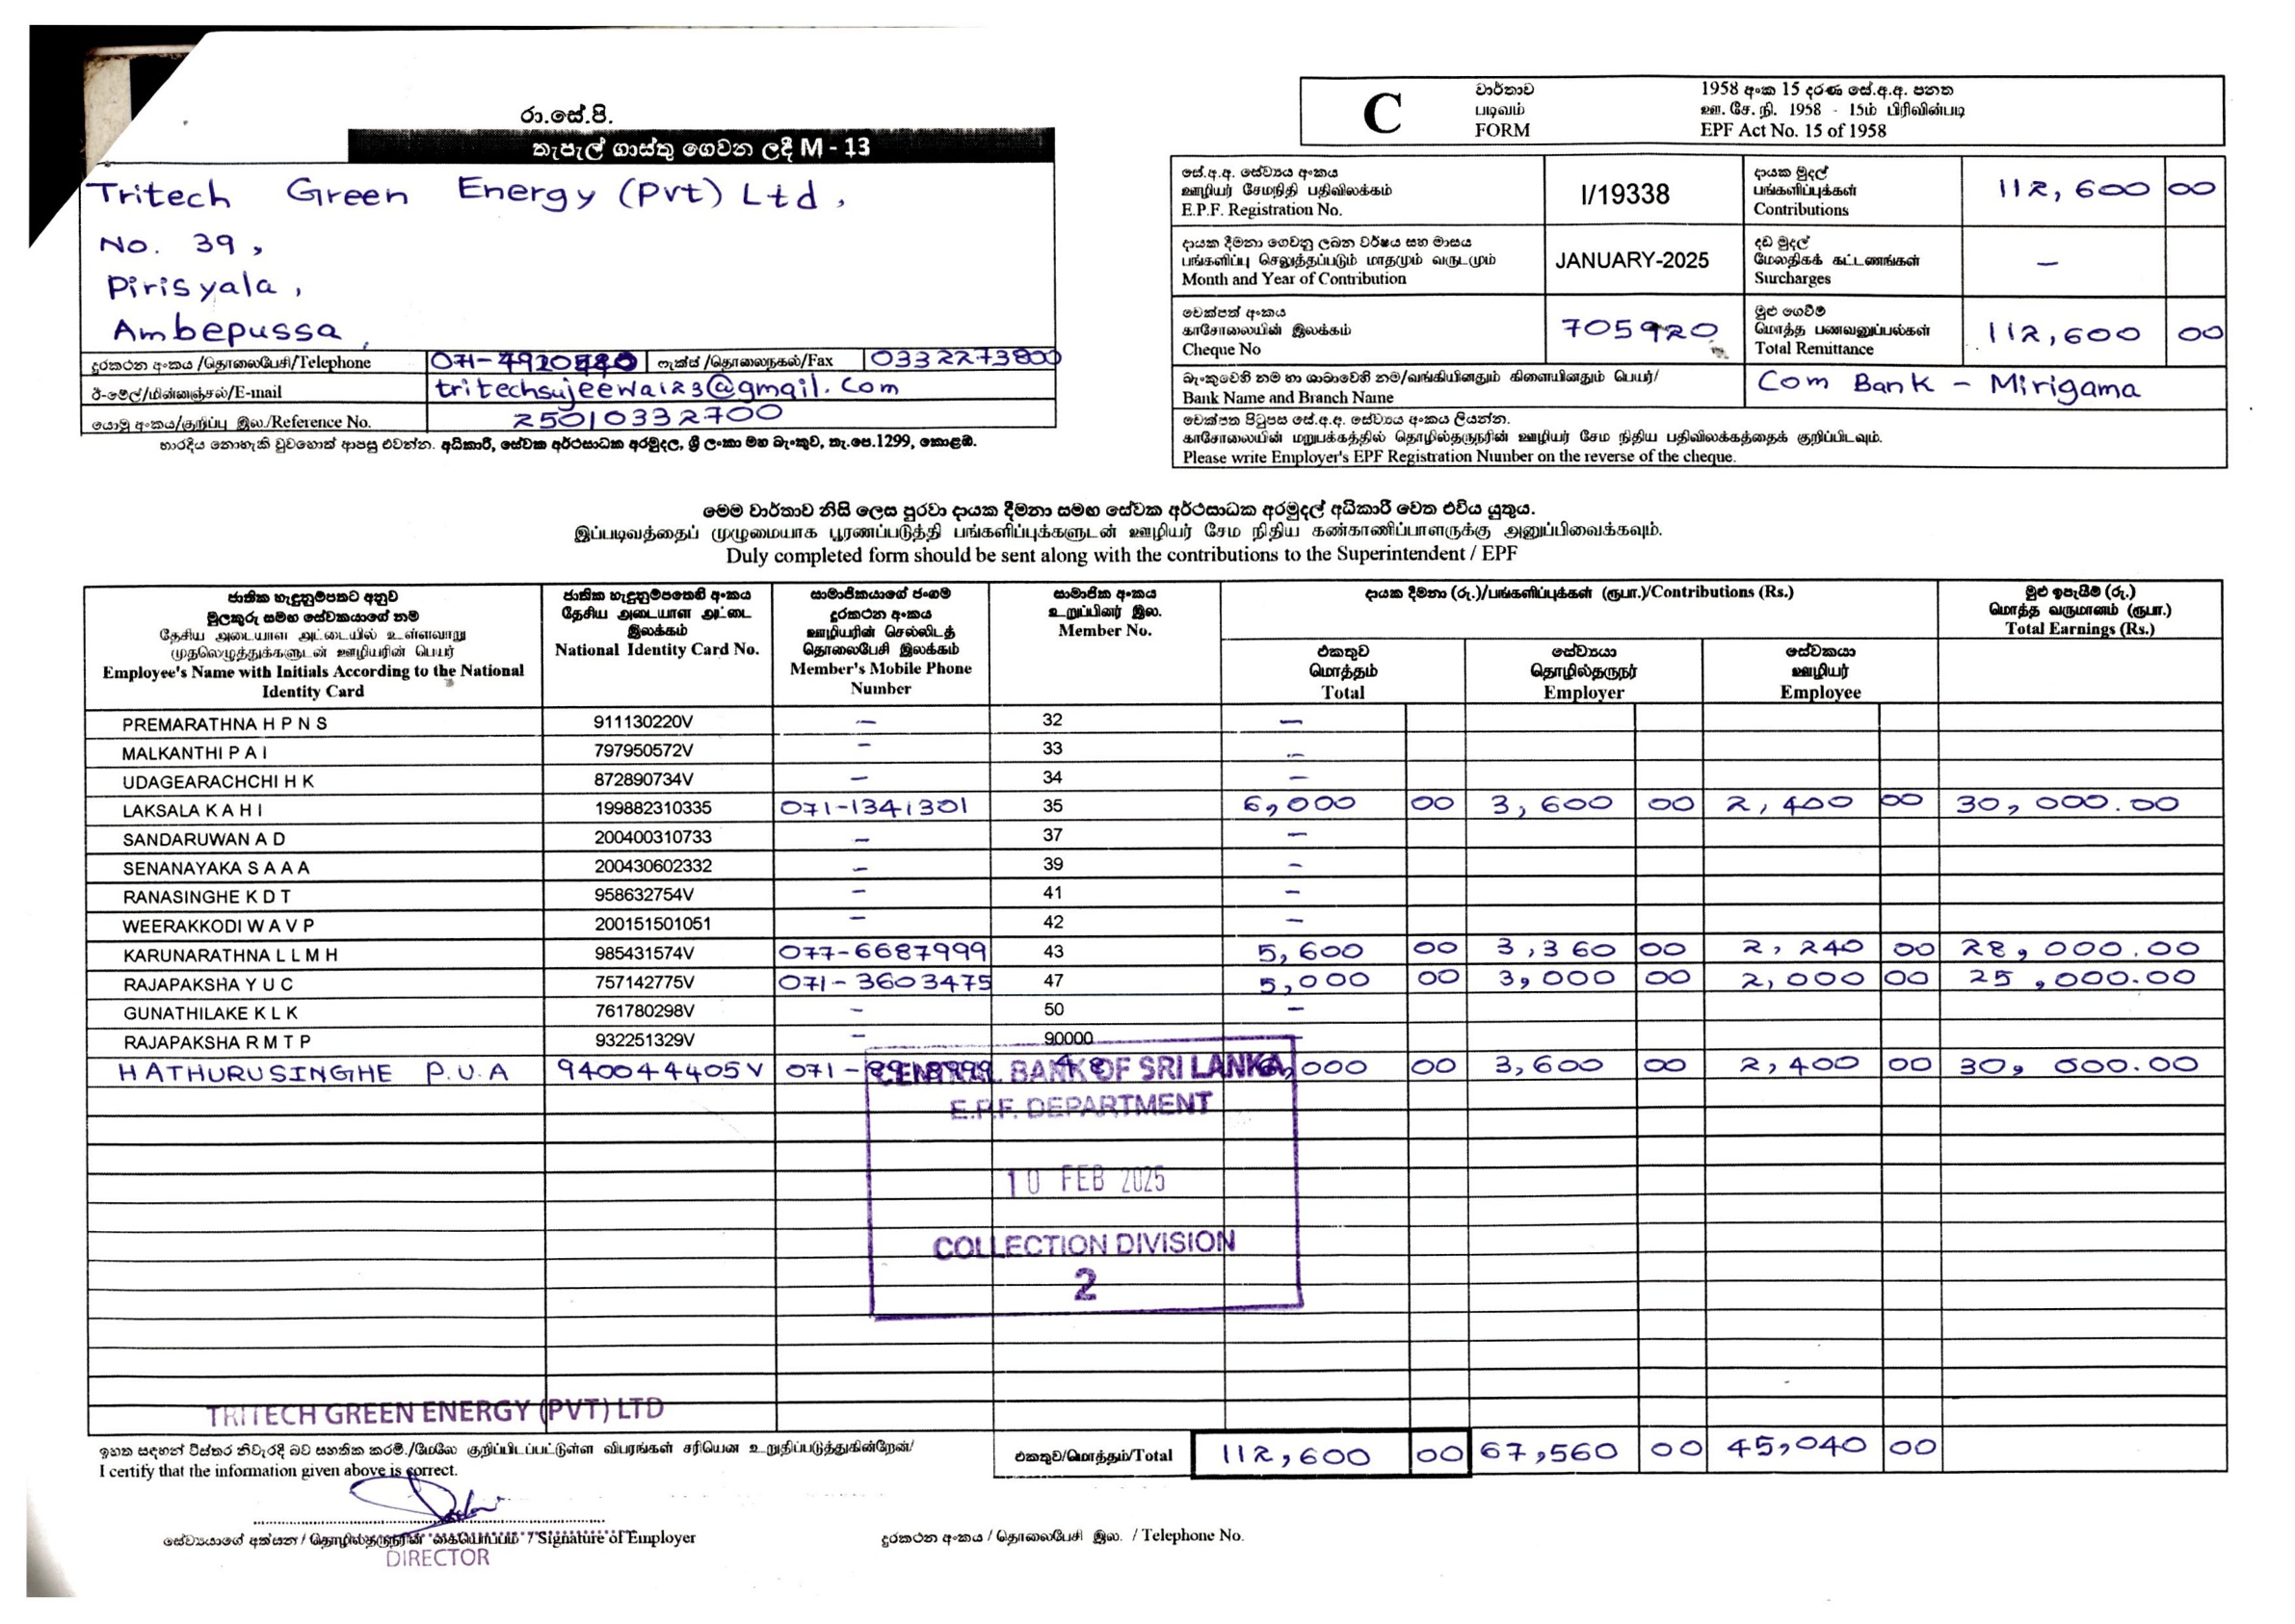 රා.සේ.පි.
තැපැල් ගාස්තු ගෙවන ලදී M - 13
Tritech Green Energy (Pvt) Ltd,
No. 39,
Pirisyala,
Ambepussa,
දුරකථන අංකය/தொலைபேசி/Telephone
ෆැක්ස්/தொலைநகல்/Fax 0332273800
ඊ-මේල්/மின்னஞ்சல்/E-mail tritechsujeewa123@gmail.com
යොමු අංකය/குறிப்பு இல./Reference No. 25010332700
භාරදිය නොහැකි වුවහොත් ආපසු එවන්න. අධිකාරී, සේවක අර්ථසාධක අරමුදල, ශ්‍රී ලංකා මහ බැංකුව, තැ.පෙ.1299, කොළඹ.
C
වාර්තාව
படிவம்
FORM
1958 අංක 15 දරණ සේ.අ.අ. පනත
ஊ. சே. நி. 1958 - 15ம் பிரிவின்படி
EPF Act No. 15 of 1958
සේ.අ.අ. සේව්‍යය අංකය
ஊழியர் சேமநிதி பதிவிலக்கம்
E.P.F. Registration No.
I/19338
දායක මුදල්
பங்களிப்புக்கள்
Contributions
112,600 00
දායක දීමනා ගෙවනු ලබන වර්ෂය සහ මාසය
பங்களிப்பு செலுத்தப்படும் மாதமும் வருடமும்
Month and Year of Contribution
JANUARY-2025
දඩ මුදල්
மேலதிகக் கட்டணங்கள்
Surcharges
–
චෙක්පත් අංකය
காசோலையின் இலக்கம்
Cheque No
705920
මුළු ගෙවීම්
மொத்த பணவனுப்பல்கள்
Total Remittance
112,600 00
බැංකුවෙහි නම හා ශාඛාවෙහි නම/வங்கியினதும் கிளையினதும் பெயர்/
Bank Name and Branch Name
Com Bank – Mirigama
චෙක්පත පිටුපස සේ.අ.අ. සේව්‍යය අංකය ලියන්න.
காசோலையின் மறுபக்கத்தில் தொழில்தருநரின் ஊழியர் சேம நிதிய பதிவிலக்கத்தைக் குறிப்பிடவும்.
Please write Employer's EPF Registration Number on the reverse of the cheque.
මෙම වාර්තාව නිසි ලෙස පුරවා දායක දීමනා සමඟ සේවක අර්ථසාධක අරමුදල් අධිකාරී වෙත එවිය යුතුය.
இப்படிவத்தைப் முழுமையாக பூரணப்படுத்தி பங்களிப்புக்களுடன் ஊழியர் சேம நிதிய கண்காணிப்பாளருக்கு அனுப்பிவைக்கவும்.
Duly completed form should be sent along with the contributions to the Superintendent / EPF
ජාතික හැඳුනුම්පතට අනුව
මුලකුරු සමඟ සේවකයාගේ නම
தேசிய அடையாள அட்டையில் உள்ளவாறு
முதலெழுத்துக்களுடன் ஊழியரின் பெயர்
Employee's Name with Initials According to the National
Identity Card
ජාතික හැඳුනුම්පතෙහි අංකය
தேசிய அடையாள அட்டை
இலக்கம்
National Identity Card No.
සාමාජිකයාගේ ජංගම
දුරකථන අංකය
ஊழியரின் செல்லிடத்
தொலைபேசி இலக்கம்
Member's Mobile Phone
Number
සාමාජික අංකය
உறுப்பினர் இல.
Member No.
දායක දීමනා (රු.)/பங்களிப்புக்கள் (ரூபா.)/Contributions (Rs.)
එකතුව
மொத்தம்
Total
සේව්‍යයා
தொழில்தருநர்
Employer
සේවකයා
ஊழியர்
Employee
මුළු ඉපැයීම් (රු.)
மொத்த வருமானம் (ரூபா.)
Total Earnings (Rs.)
PREMARATHNA H P N S 911130220V – 32 –
MALKANTHI P A I 797950572V – 33 –
UDAGEARACHCHI H K 872890734V – 34 –
LAKSALA K A H I 199882310335 071-1341301 35 6,000 00 3,600 00 2,400 00 30,000.00
SANDARUWAN A D 200400310733 – 37 –
SENANAYAKA S A A A 200430602332 – 39 –
RANASINGHE K D T 958632754V – 41 –
WEERAKKODI W A V P 200151501051 – 42 –
KARUNARATHNA L L M H 985431574V 077-6687999 43 5,600 00 3,360 00 2,240 00 28,000.00
RAJAPAKSHA Y U C 757142775V 071-3603475 47 5,000 00 3,000 00 2,000 00 25,000.00
GUNATHILAKE K L K 761780298V – 50 –
RAJAPAKSHA R M T P 932251329V – 90000
HATHURUSINGHE P.U.A 940044405V 48 6,000 00 3,600 00 2,400 00 30,000.00
CENTRAL BANK OF SRI LANKA
E.P.F. DEPARTMENT
10 FEB 2025
COLLECTION DIVISION
2
TRITECH GREEN ENERGY (PVT) LTD
ඉහත සඳහන් විස්තර නිවැරදි බව සහතික කරමි./மேலே குறிப்பிடப்பட்டுள்ள விபரங்கள் சரியென உறுதிப்படுத்துகின்றேன்/
I certify that the information given above is correct.
එකතුව/மொத்தம்/Total 112,600 00 67,560 00 45,040 00
සේව්‍යයාගේ අත්සන / தொழில்தருநரின் கையொப்பம் / Signature of Employer
DIRECTOR
දුරකථන අංකය / தொலைபேசி இல. / Telephone No.